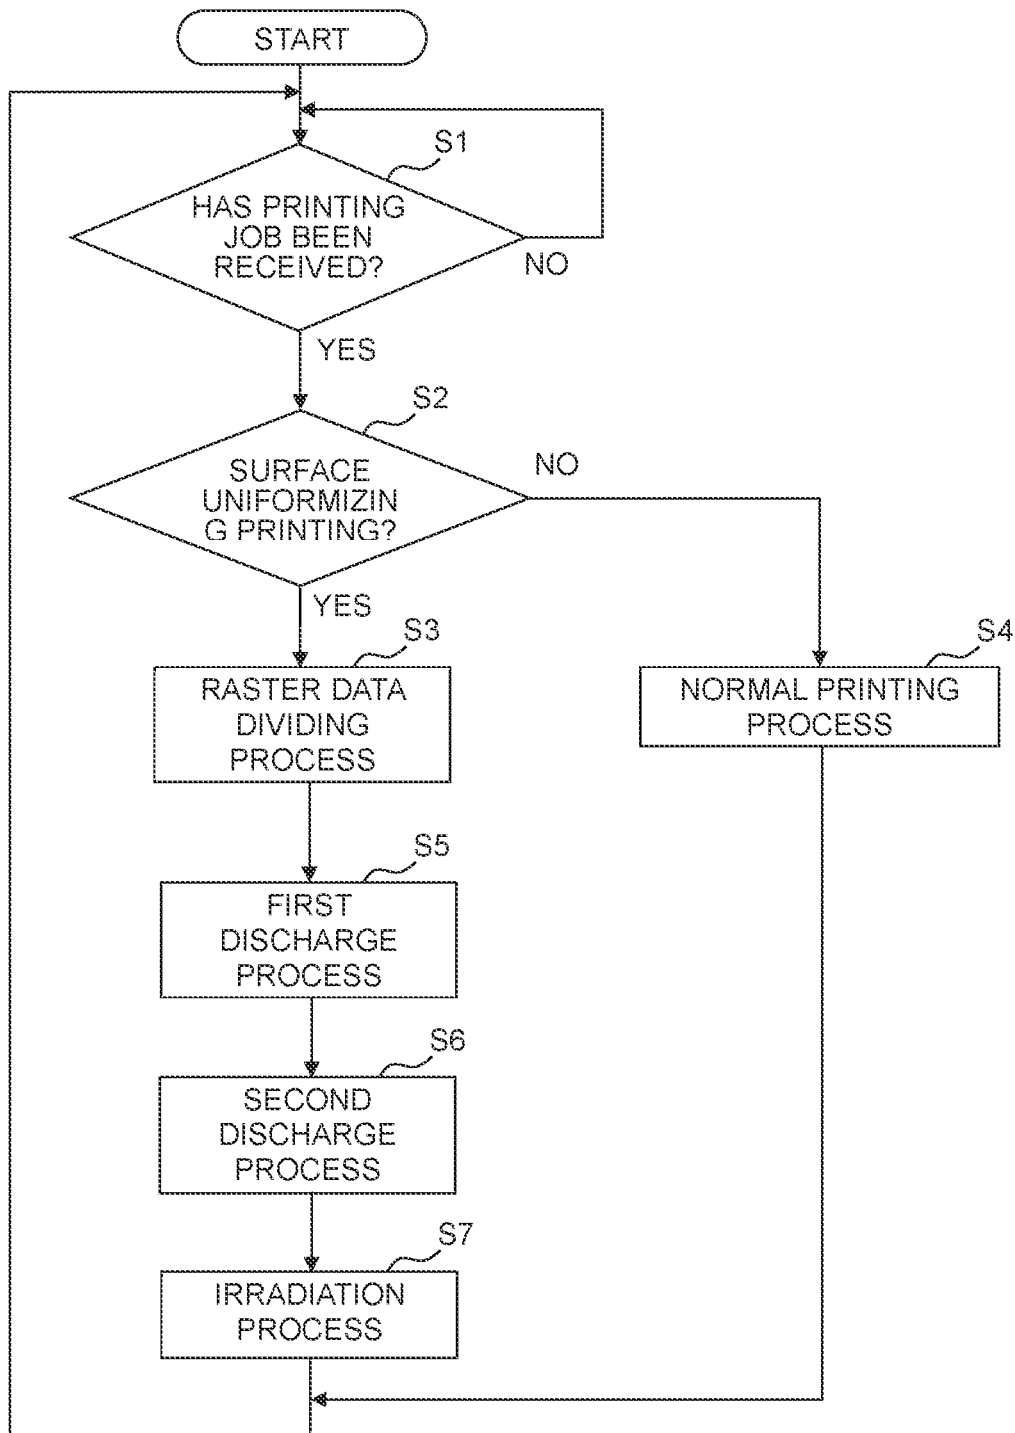 START
S1
HAS PRINTING
JOB BEEN
RECEIVED?
NO
YES
S2
SURFACE
UNIFORMIZIN
G PRINTING?
NO
YES
S3
RASTER DATA
DIVIDING
PROCESS
S4
NORMAL PRINTING
PROCESS
S5
FIRST
DISCHARGE
PROCESS
S6
SECOND
DISCHARGE
PROCESS
S7
IRRADIATION
PROCESS